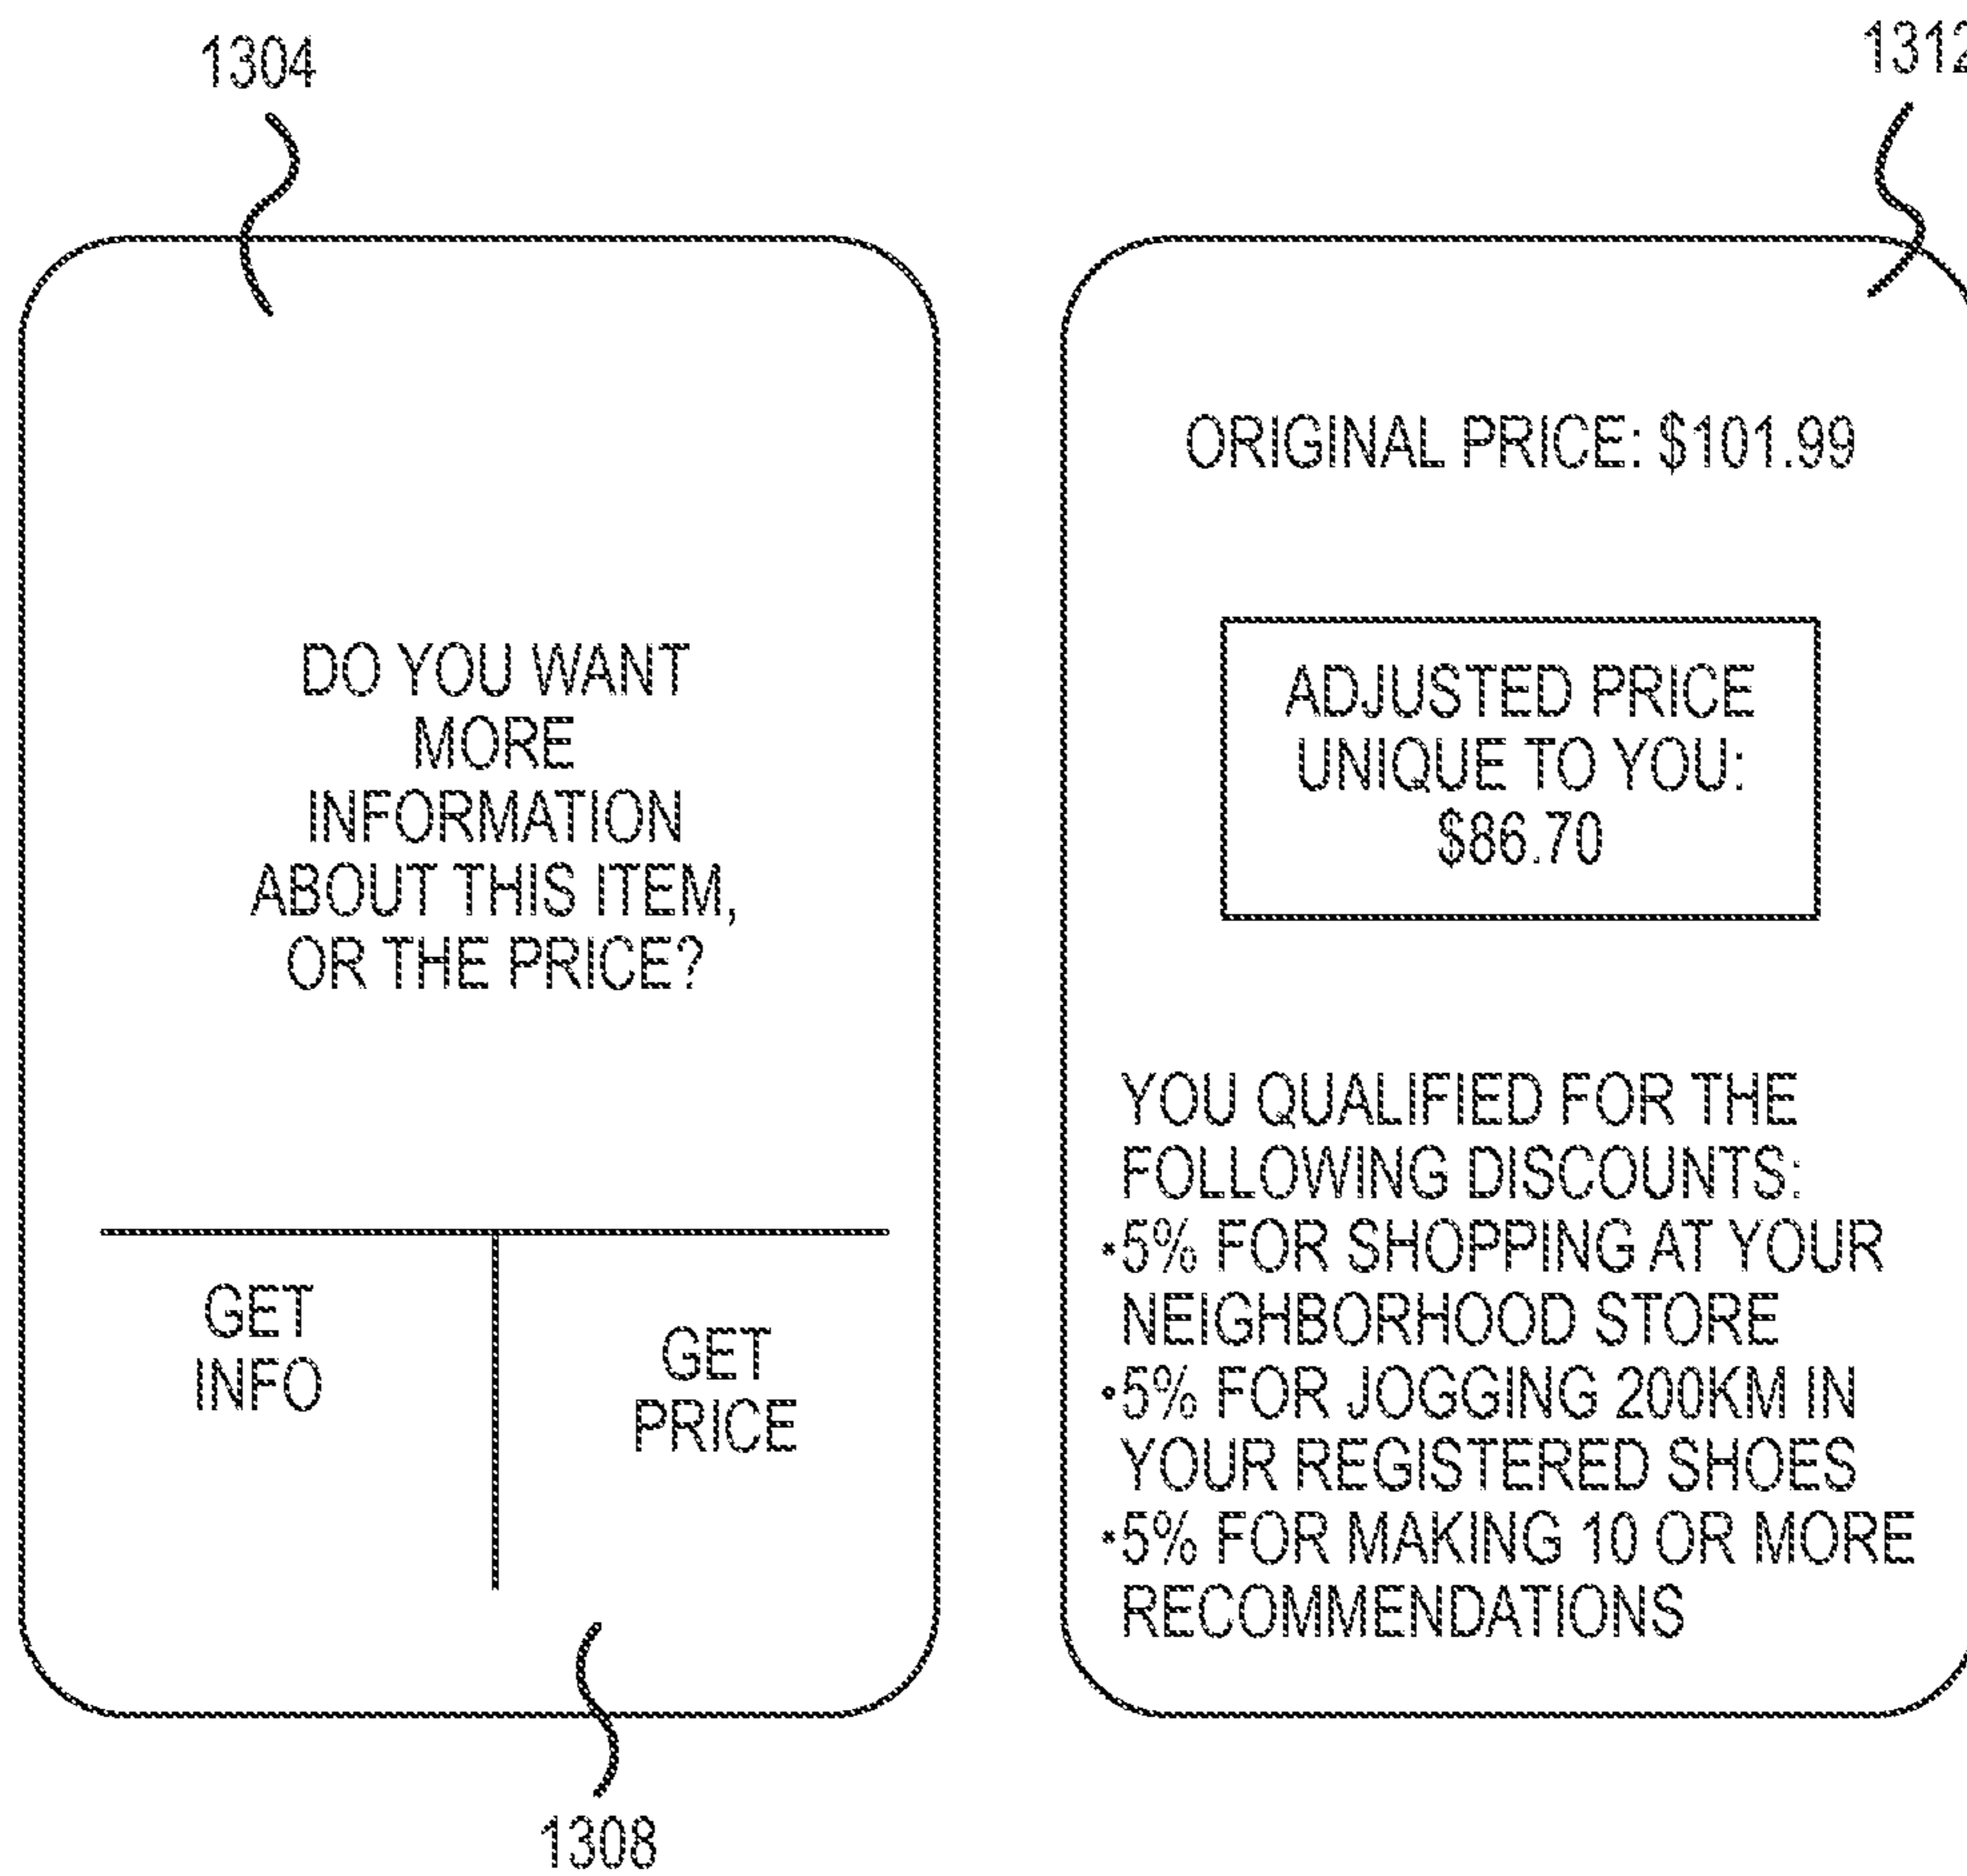 1304
1312
DO YOU WANT
MORE
INFORMATION
ABOUT THIS ITEM,
OR THE PRICE?
GET
INFO
GET
PRICE
1308
ORIGINAL PRICE: $101.99
ADJUSTED PRICE
UNIQUE TO YOU:
$86.70
YOU QUALIFIED FOR THE
FOLLOWING DISCOUNTS:
•5% FOR SHOPPING AT YOUR
NEIGHBORHOOD STORE
•5% FOR JOGGING 200KM IN
YOUR REGISTERED SHOES
•5% FOR MAKING 10 OR MORE
RECOMMENDATIONS